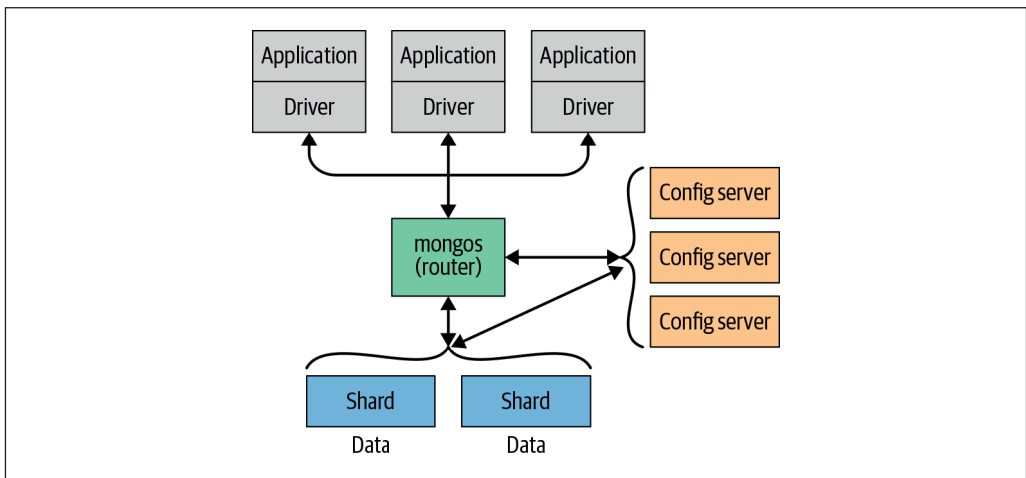 Application
Driver
Application
Driver
Application
Driver
mongos
(router)
Config server
Config server
Config server
Shard
Data
Shard
Data